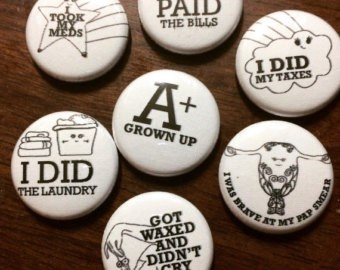 I
TOOK
MY
MEDS
PAID
THE BILLS
I DID
MY TAXES
A+
GROWN UP
I DID
THE LAUNDRY
I WAS BRAVE AT MY PAP SMEAR
GOT
WAXED
AND
DIDN'T
CRY